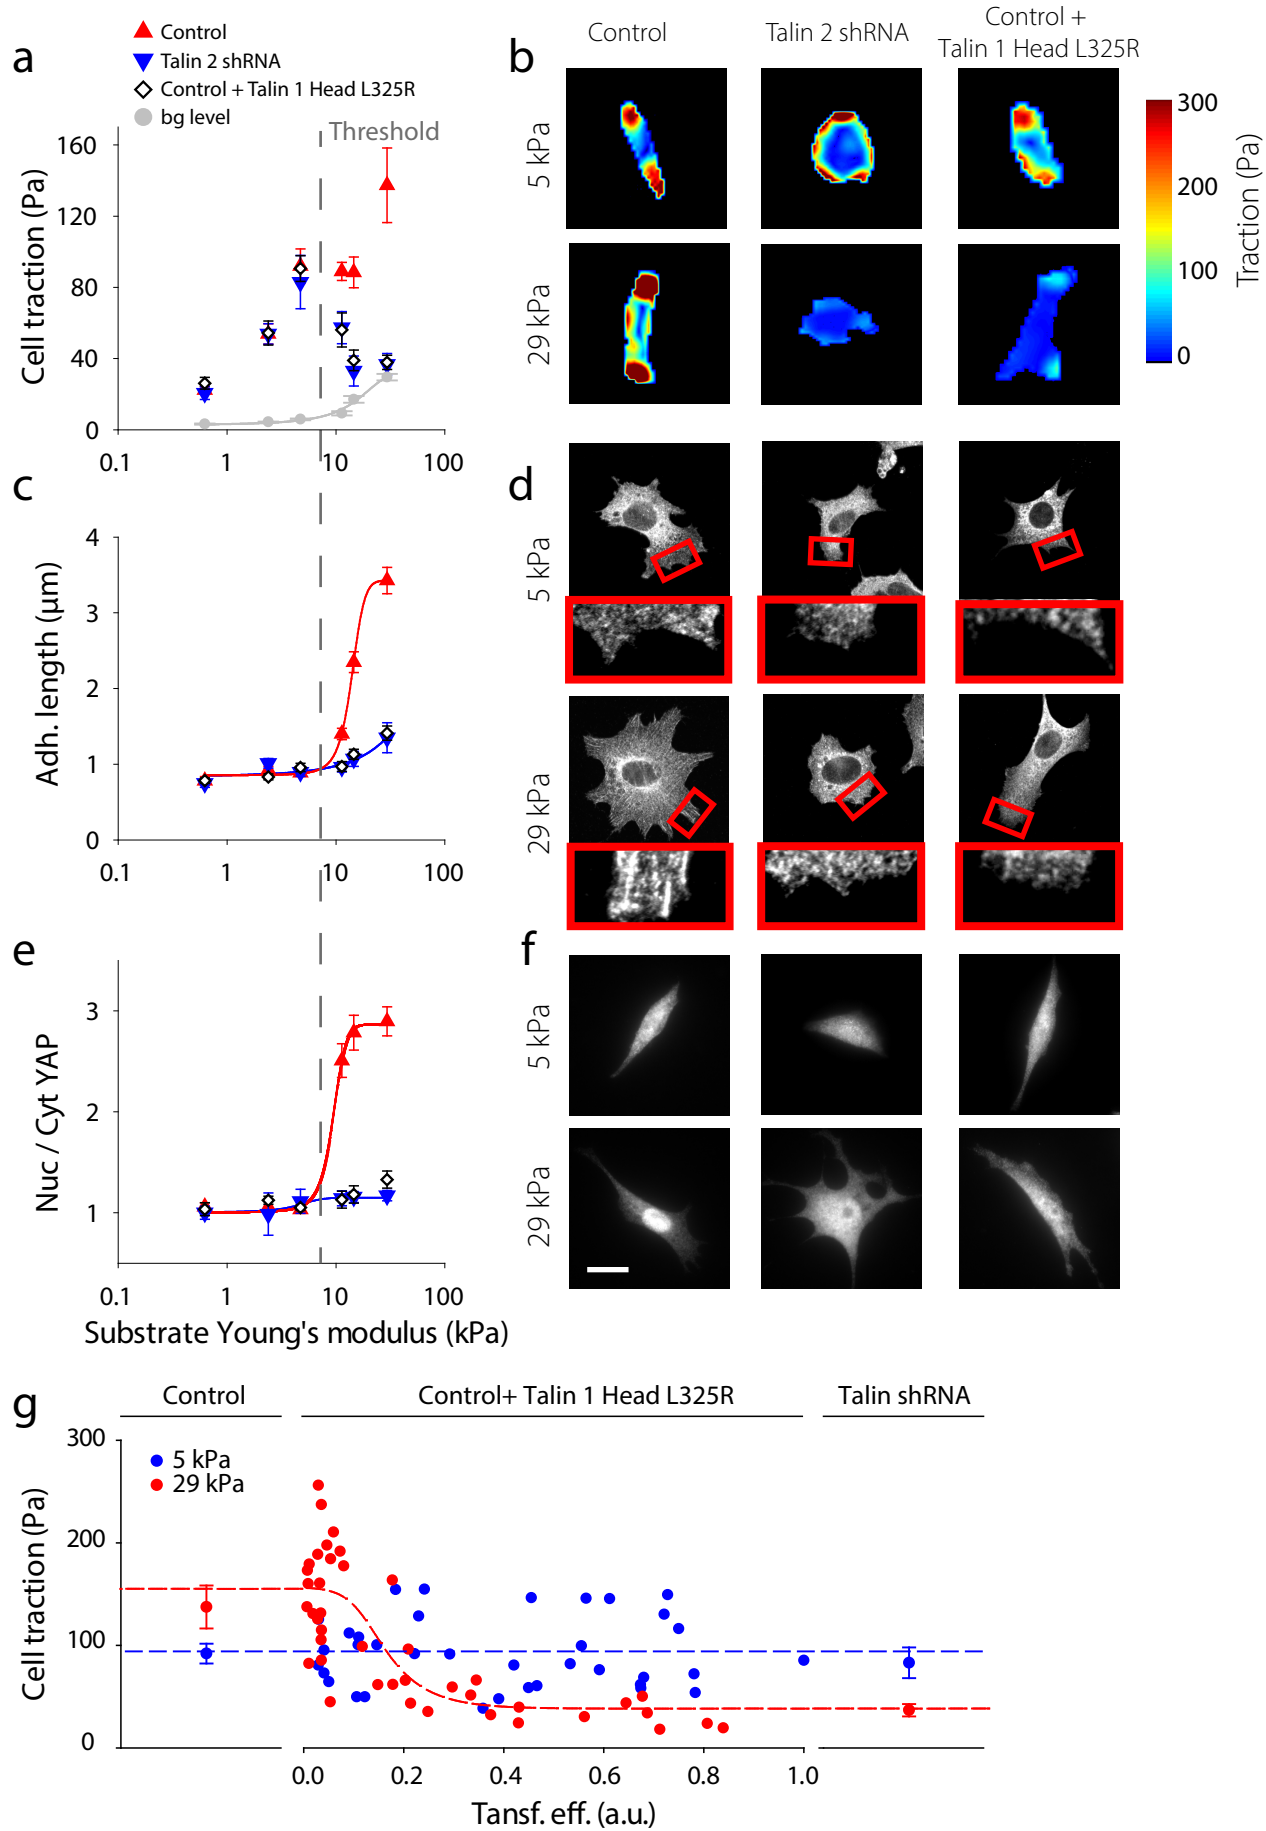 a
Control
Talin 2 shRNA
Control + Talin 1 Head L325R
bg level
Threshold
Cell traction (Pa)
160
120
80
40
0
0.1 1 10 100
b
Control
Talin 2 shRNA
Control +
Talin 1 Head L325R
5 kPa
29 kPa
300
200
100
0
Traction (Pa)
c
Adh. length (µm)
4
3
2
1
0
0.1 1 10 100
d
5 kPa
29 kPa
e
Nuc / Cyt YAP
3
2
1
0.1 1 10 100
Substrate Young's modulus (kPa)
f
5 kPa
29 kPa
g
Control
Control+ Talin 1 Head L325R
Talin shRNA
5 kPa
29 kPa
Cell traction (Pa)
300
200
100
0
0.0 0.2 0.4 0.6 0.8 1.0
Tansf. eff. (a.u.)